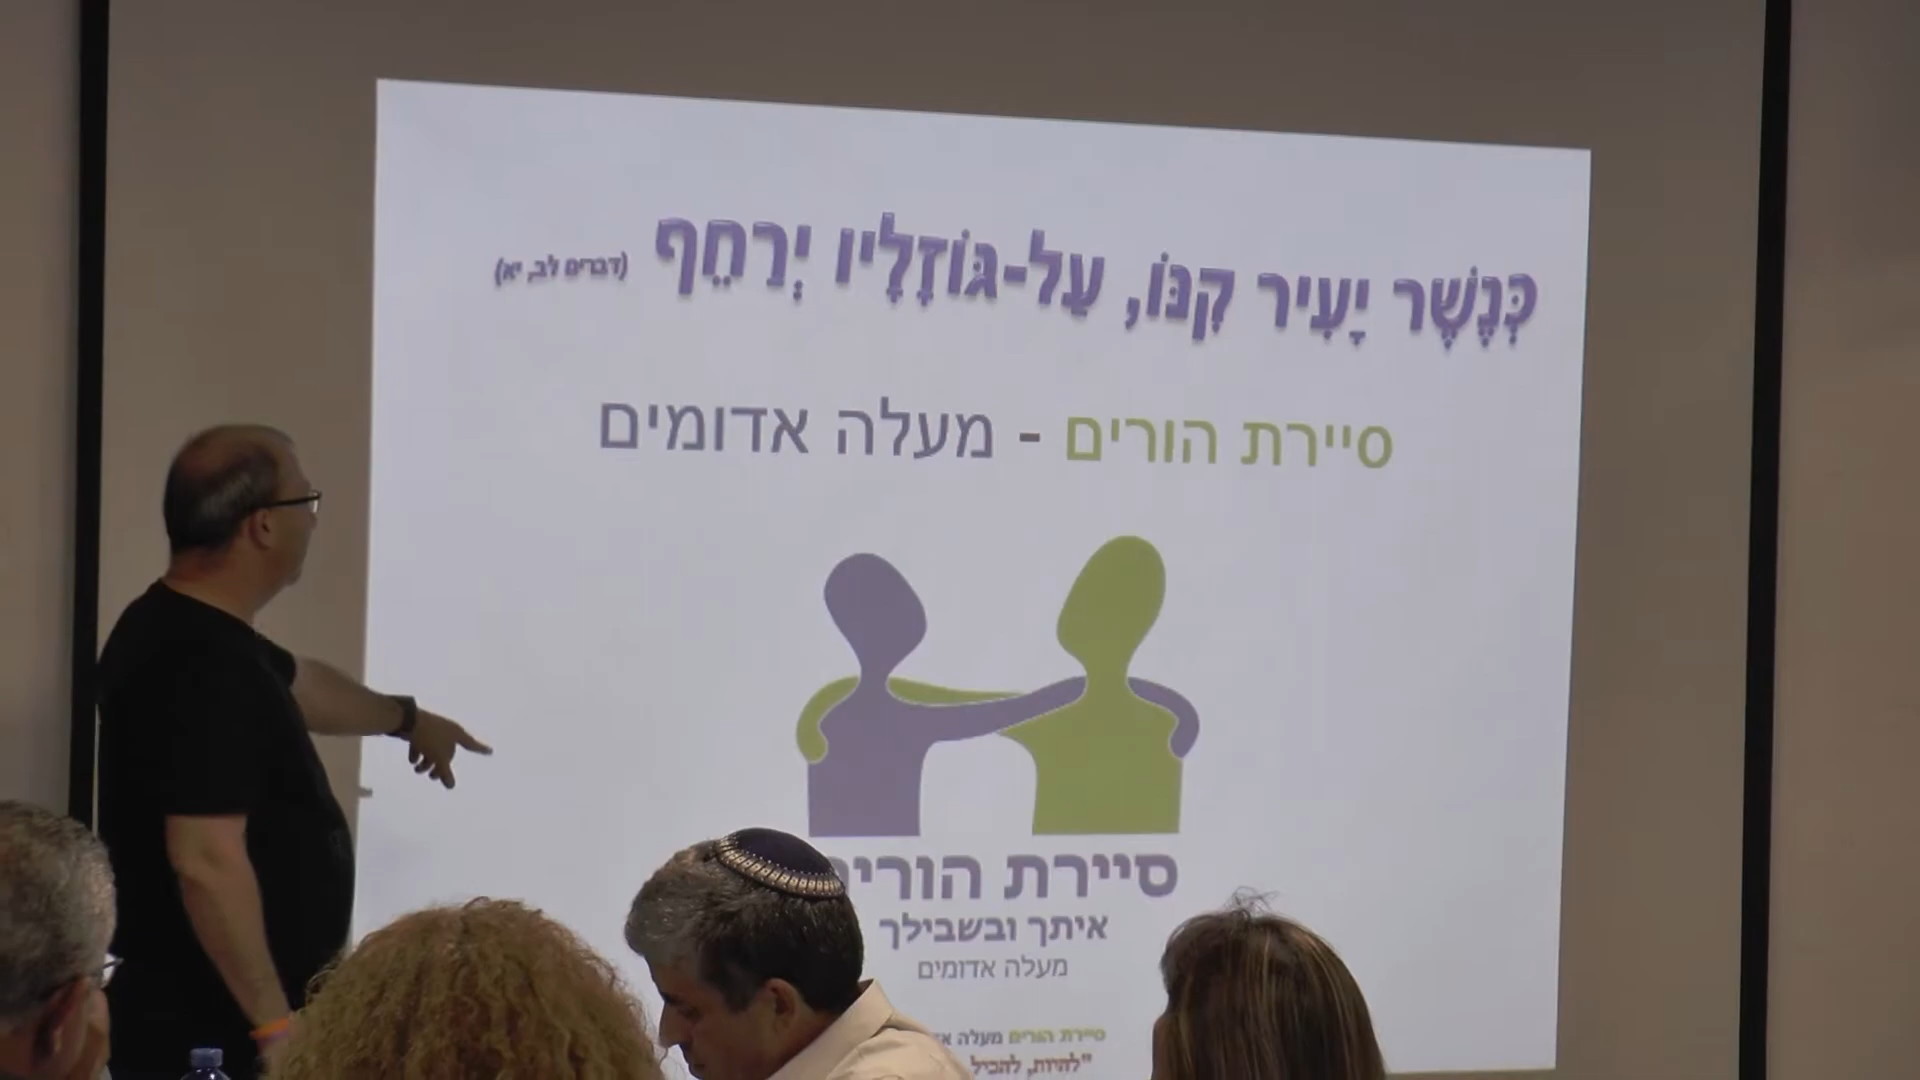 כְּנֶשֶׁר יָעִיר קִנּוֹ, עַל-גּוֹזָלָיו יְרַחֵף (דברים לב, יא)
סיירת הורים - מעלה אדומים
סיירת הורים
איתך ובשבילך
מעלה אדומים
סיירת הורים מעלה
"להיות, להכיל